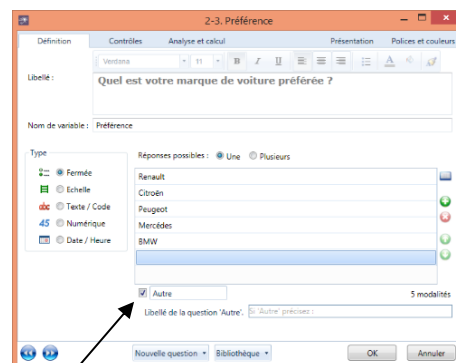 2-3. Préférence
Définition Contrôles Analyse et calcul Présentation Polices et couleurs
Verdana 11 B I U A
Libellé :
Quel est votre marque de voiture préférée ?
Nom de variable : Préférence
Type
Réponses possibles : Une Plusieurs
Fermée
Echelle
abc Texte / Code
45 Numérique
Date / Heure
Renault
Citroën
Peugeot
Mercédes
BMW
Autre
5 modalités
Libellé de la question 'Autre'. Si 'Autre' précisez :
Nouvelle question Bibliothèque OK Annuler